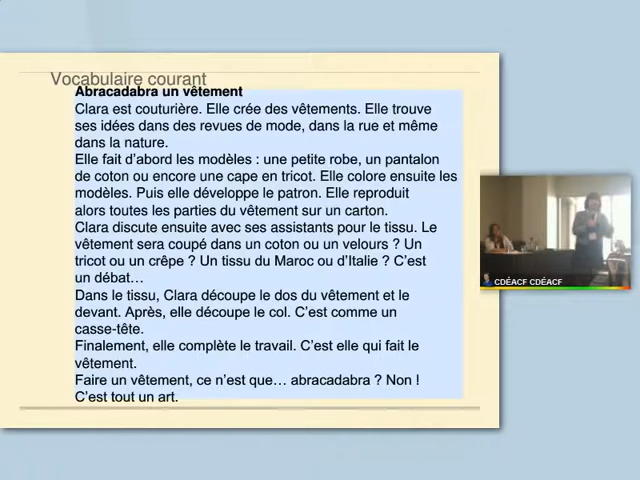 Vocabulaire courant
Abracadabra un vêtement
Clara est couturière. Elle crée des vêtements. Elle trouve
ses idées dans des revues de mode, dans la rue et même
dans la nature.
Elle fait d'abord les modèles : une petite robe, un pantalon
de coton ou encore une cape en tricot. Elle colore ensuite les
modèles. Puis elle développe le patron. Elle reproduit
alors toutes les parties du vêtement sur un carton.
Clara discute ensuite avec ses assistants pour le tissu. Le
vêtement sera coupé dans un coton ou un velours ? Un
tricot ou un crêpe ? Un tissu du Maroc ou d'Italie ? C'est
un débat…
Dans le tissu, Clara découpe le dos du vêtement et le
devant. Après, elle découpe le col. C'est comme un
casse-tête.
Finalement, elle complète le travail. C'est elle qui fait le
vêtement.
Faire un vêtement, ce n'est que… abracadabra ? Non !
C'est tout un art.
CDÉACF CDÉACF